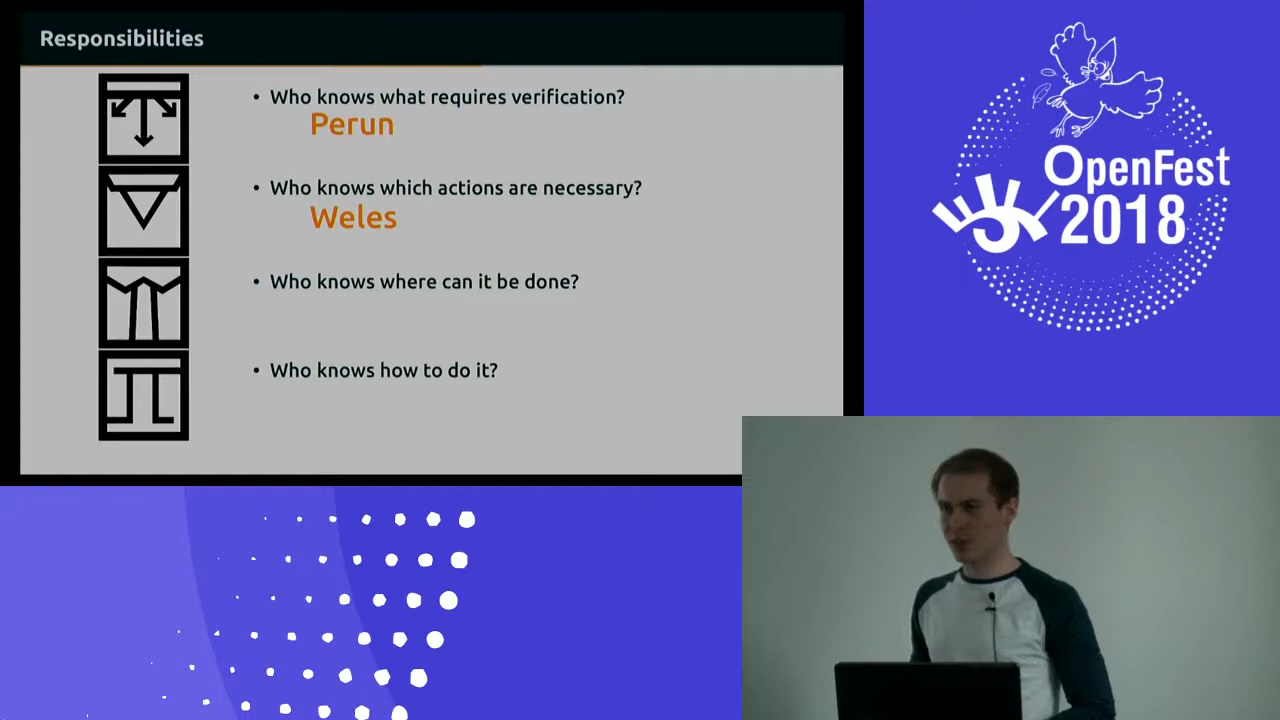 Responsibilities
• Who knows what requires verification?
Perun
• Who knows which actions are necessary?
Weles
• Who knows where can it be done?
• Who knows how to do it?
OpenFest
2018